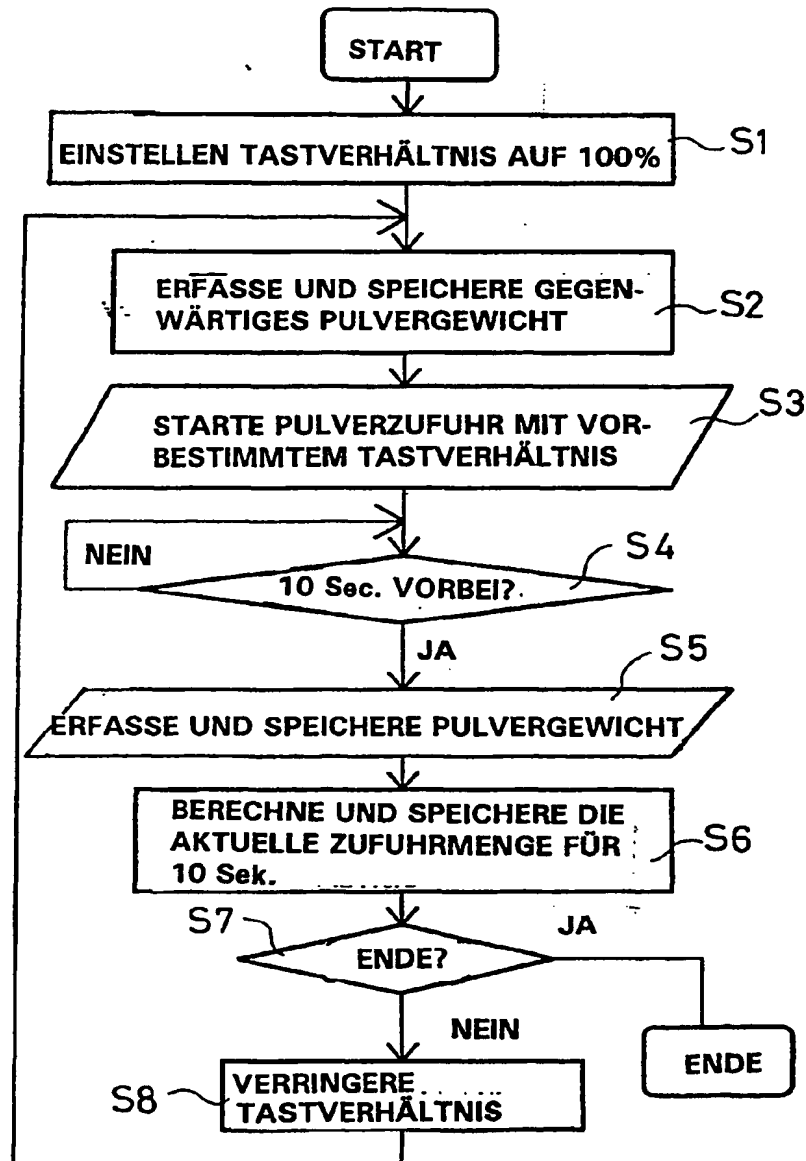 START
EINSTELLEN TASTVERHÄLTNIS AUF 100%
S1
ERFASSE UND SPEICHERE GEGEN-
WÄRTIGES PULVERGEWICHT
S2
STARTE PULVERZUFUHR MIT VOR-
BESTIMMTEM TASTVERHÄLTNIS
S3
NEIN
10 Sec. VORBEI?
S4
JA
S5
ERFASSE UND SPEICHERE PULVERGEWICHT
BERECHNE UND SPEICHERE DIE
AKTUELLE ZUFUHRMENGE FÜR
10 Sek.
S6
S7
JA
ENDE?
NEIN
ENDE
S8
VERRINGERE
TASTVERHÄLTNIS